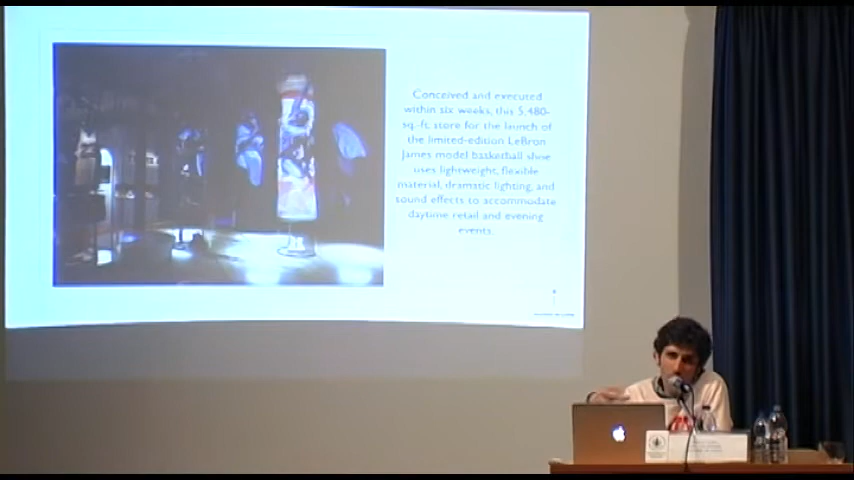 Conceived and executed
within six weeks, this 5,480-
sq.-ft. store for the launch of
the limited-edition LeBron
James model basketball shoe
uses lightweight, flexible
material, dramatic lighting, and
sound effects to accommodate
daytime retail and evening
events.